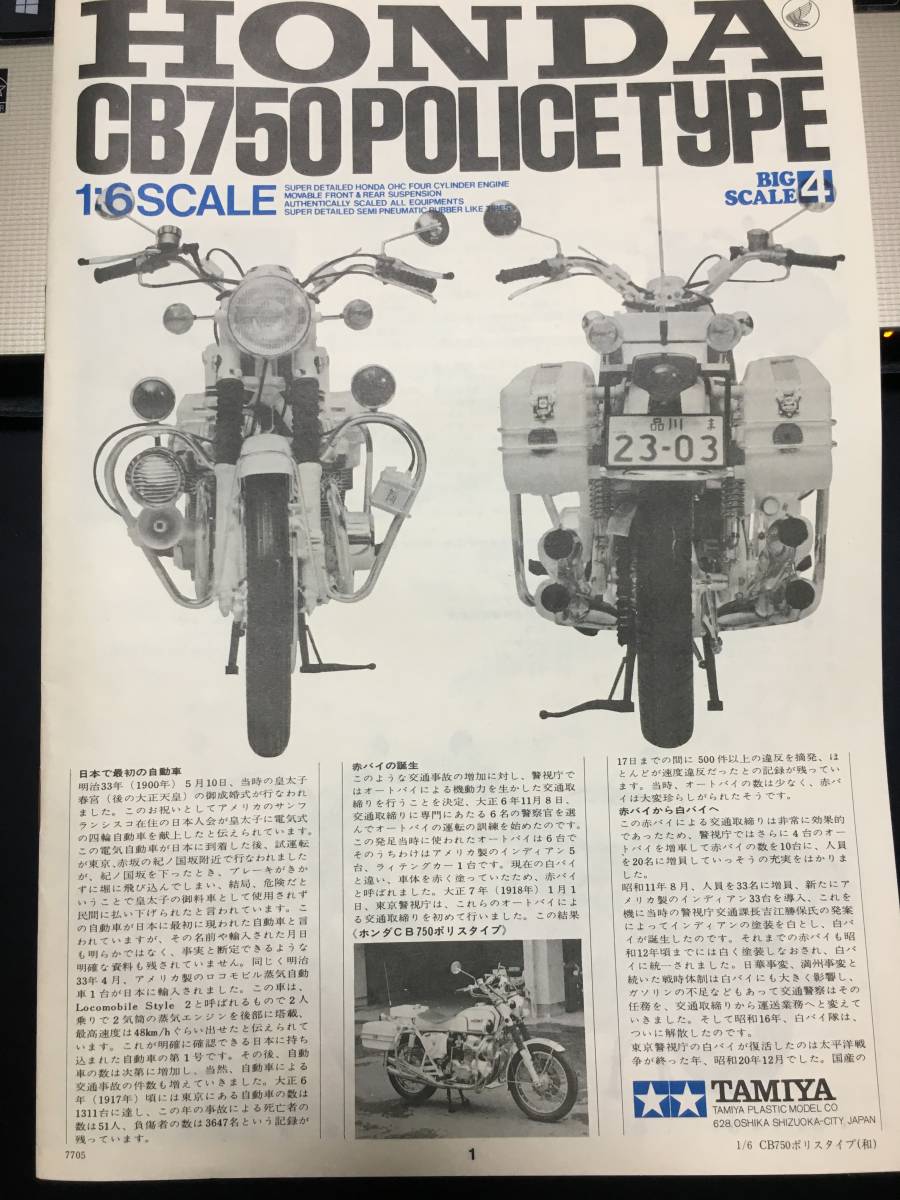 HONDA
CB750 POLICE TYPE
1:6 SCALE
SUPER DETAILED HONDA OHC FOUR CYLINDER ENGINE
MOVABLE FRONT & REAR SUSPENSION
AUTHENTICALLY SCALED ALL EQUIPMENTS
SUPER DETAILED SEMI PNEUMATIC RUBBER LIKE TIRES
BIG
SCALE 4
品川 ま
23-03
日本で最初の自動車
明治33年（1900年）5月10日、当時の皇太子
春宮（後の大正天皇）の御成婚式が行なわれ
ました。このお祝いとしてアメリカのサンフ
ランシスコ在住の日本人会が皇太子に電気式
の四輪自動車を献上したと伝えられています。
この電気自動車が日本に到着した後、試運転
が東京、赤坂の紀ノ国坂附近で行なわれました
が、紀ノ国坂を下ったとき、ブレーキがきか
ずに堀に飛び込んでしまい、結局、危険だと
いうことで皇太子の御料車として使用されず
民間に払い下げられたと言われています。こ
の自動車が日本に最初に現われた自動車と言
われていますが、その名前や輸入された月日
も明らかではなく、事実と断定できるような
明確な資料も残されていません。同じく明治
33年4月、アメリカ製のロコモビル蒸気自動
車1台が日本に輸入されました。この車は、
Locomobile Style 2と呼ばれるもので2人
乗りで2気筒の蒸気エンジンを後部に塔載、
最高速度は48km/hぐらい出せたと伝えられて
います。これが明確に確認できる日本に持ち
込まれた自動車の第1号です。その後、自動
車の数は次第に増加し、当然、自動車による
交通事故の件数も増えていきました。大正6
年（1917年）頃には東京にある自動車の数は
1311台に達し、この年の事故による死亡者の
数は51人、負傷者の数は3647名という記録が
残っています。
赤バイの誕生
このような交通事故の増加に対し、警視庁で
はオートバイによる機動力を生かした交通取
締りを行うことを決定、大正6年11月8日、
交通取締りに専門にあたる6名の警察官を選
んでオートバイの運転の訓練を始めたのです。
この発足当時に使われたオートバイは6台で
そのうちわけはアメリカ製のインディアン5
台、ラィテングカー1台です。現在の白バイ
と違い、車体を赤く塗っていたため、赤バイ
と呼ばれました。大正7年（1918年）1月1
日、東京警視庁は、これらのオートバイによ
る交通取締りを初めて行いました。この結果
《ホンダCB750ポリスタイプ》
17日までの間に500件以上の違反を摘発、ほ
とんどが速度違反だったとの記録が残ってい
ます。当時、オートバイの数は少なく、赤バ
イは大変珍らしがられたそうです。
赤バイから白バイへ
この赤バイによる交通取締りは非常に効果的
であったため、警視庁ではさらに4台のオー
トバイを増車して赤バイの数を10台に、人員
を20名に増員していっそうの充実をはかりま
した。
昭和11年8月、人員を33名に増員、新たにア
メリカ製のインディアン33台を導入、これを
機に当時の警視庁交通課長吉江勝保氏の発案
によってインディアンの塗装を白とし、白バ
イが誕生したのです。それまでの赤バイも昭
和12年頃までには白く塗装しなおされ、白バ
イに統一されました。日華事変、満州事変と
続いた戦時体制は白バイにも大きく影響し、
ガソリンの不足などもあって交通警察はその
任務を、交通取締りから運送業務へと変えて
いきました。そして昭和16年、白バイ隊は、
ついに解散したのです。
東京警視庁の白バイが復活したのは太平洋戦
争が終った年、昭和20年12月でした。国産の
TAMIYA
TAMIYA PLASTIC MODEL CO.
628, OSHIKA SHIZUOKA-CITY, JAPAN
7705
1
1/6 CB750ポリスタイプ(和)